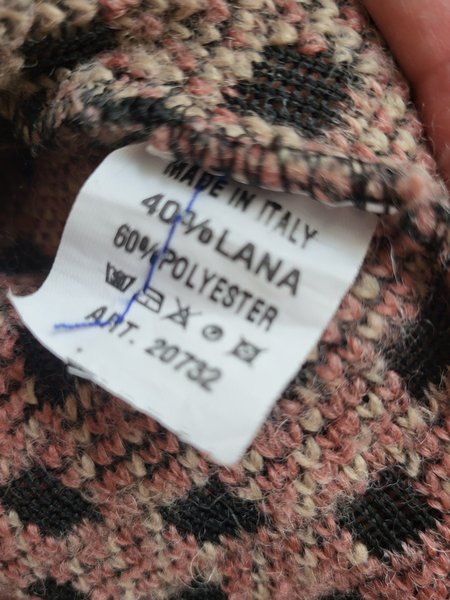 MADE IN ITALY
40% LANA
60% POLYESTER
ART. 20732